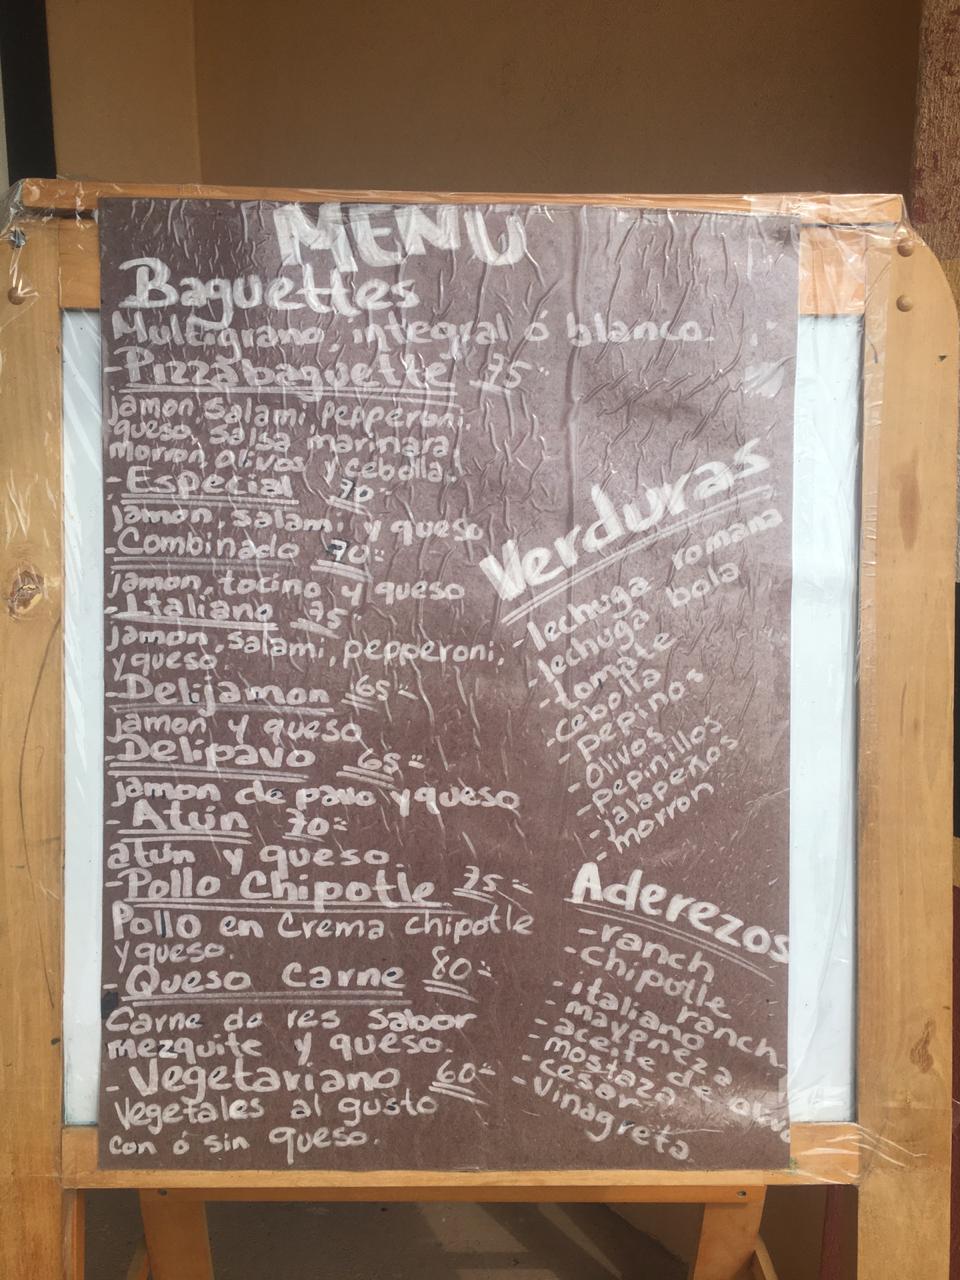 MENU
Baguettes
Multigrano, integral ó blanco.
- Pizzabaguette 75
jamon, salami, pepperoni,
queso, salsa marinara,
morron, olivos y cebolla.
- Especial 70
jamon, salami y queso
- Combinado 70
jamon, tocino y queso
- Italiano 75
jamon, salami, pepperoni,
y queso.
- Delijamon 65
jamon y queso
- Delipavo 65
jamon de pavo y queso
- Atún 70
atun y queso.
- Pollo Chipotle 75
Pollo en Crema chipotle
y queso.
- Queso Carne 80
Carne de res sabor
mezquite y queso.
- Vegetariano 60
Vegetales al gusto
con ó sin queso.
Verduras
- lechuga romana
- lechuga bola
- tomate
- cebolla
- pepinos
- Olivos
- pepinillos
- jalapeños
- morron
Aderezos
- ranch
- chipotle ranch
- italiano
- mayoneza
- aceite de olivo
- mostaza
- cesar
- vinagreta